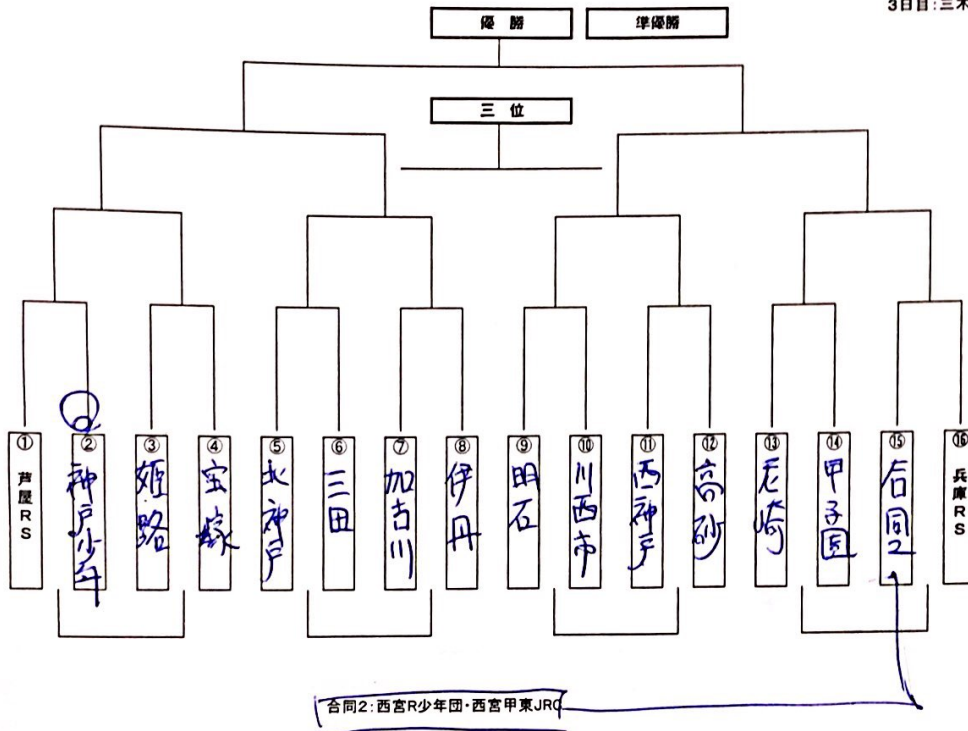 3日目:三木
優勝
準優勝
三位
①
芦屋RS
②
神戸少年
③
姫路
④
宝塚
⑤
北神戸
⑥
三田
⑦
加古川
⑧
伊丹
⑨
明石
⑩
川西市
⑪
西神戸
⑫
高砂
⑬
尼崎
⑭
甲子園
⑮
合同2
⑯
兵庫RS
合同2:西宮R少年団・西宮甲東JRC